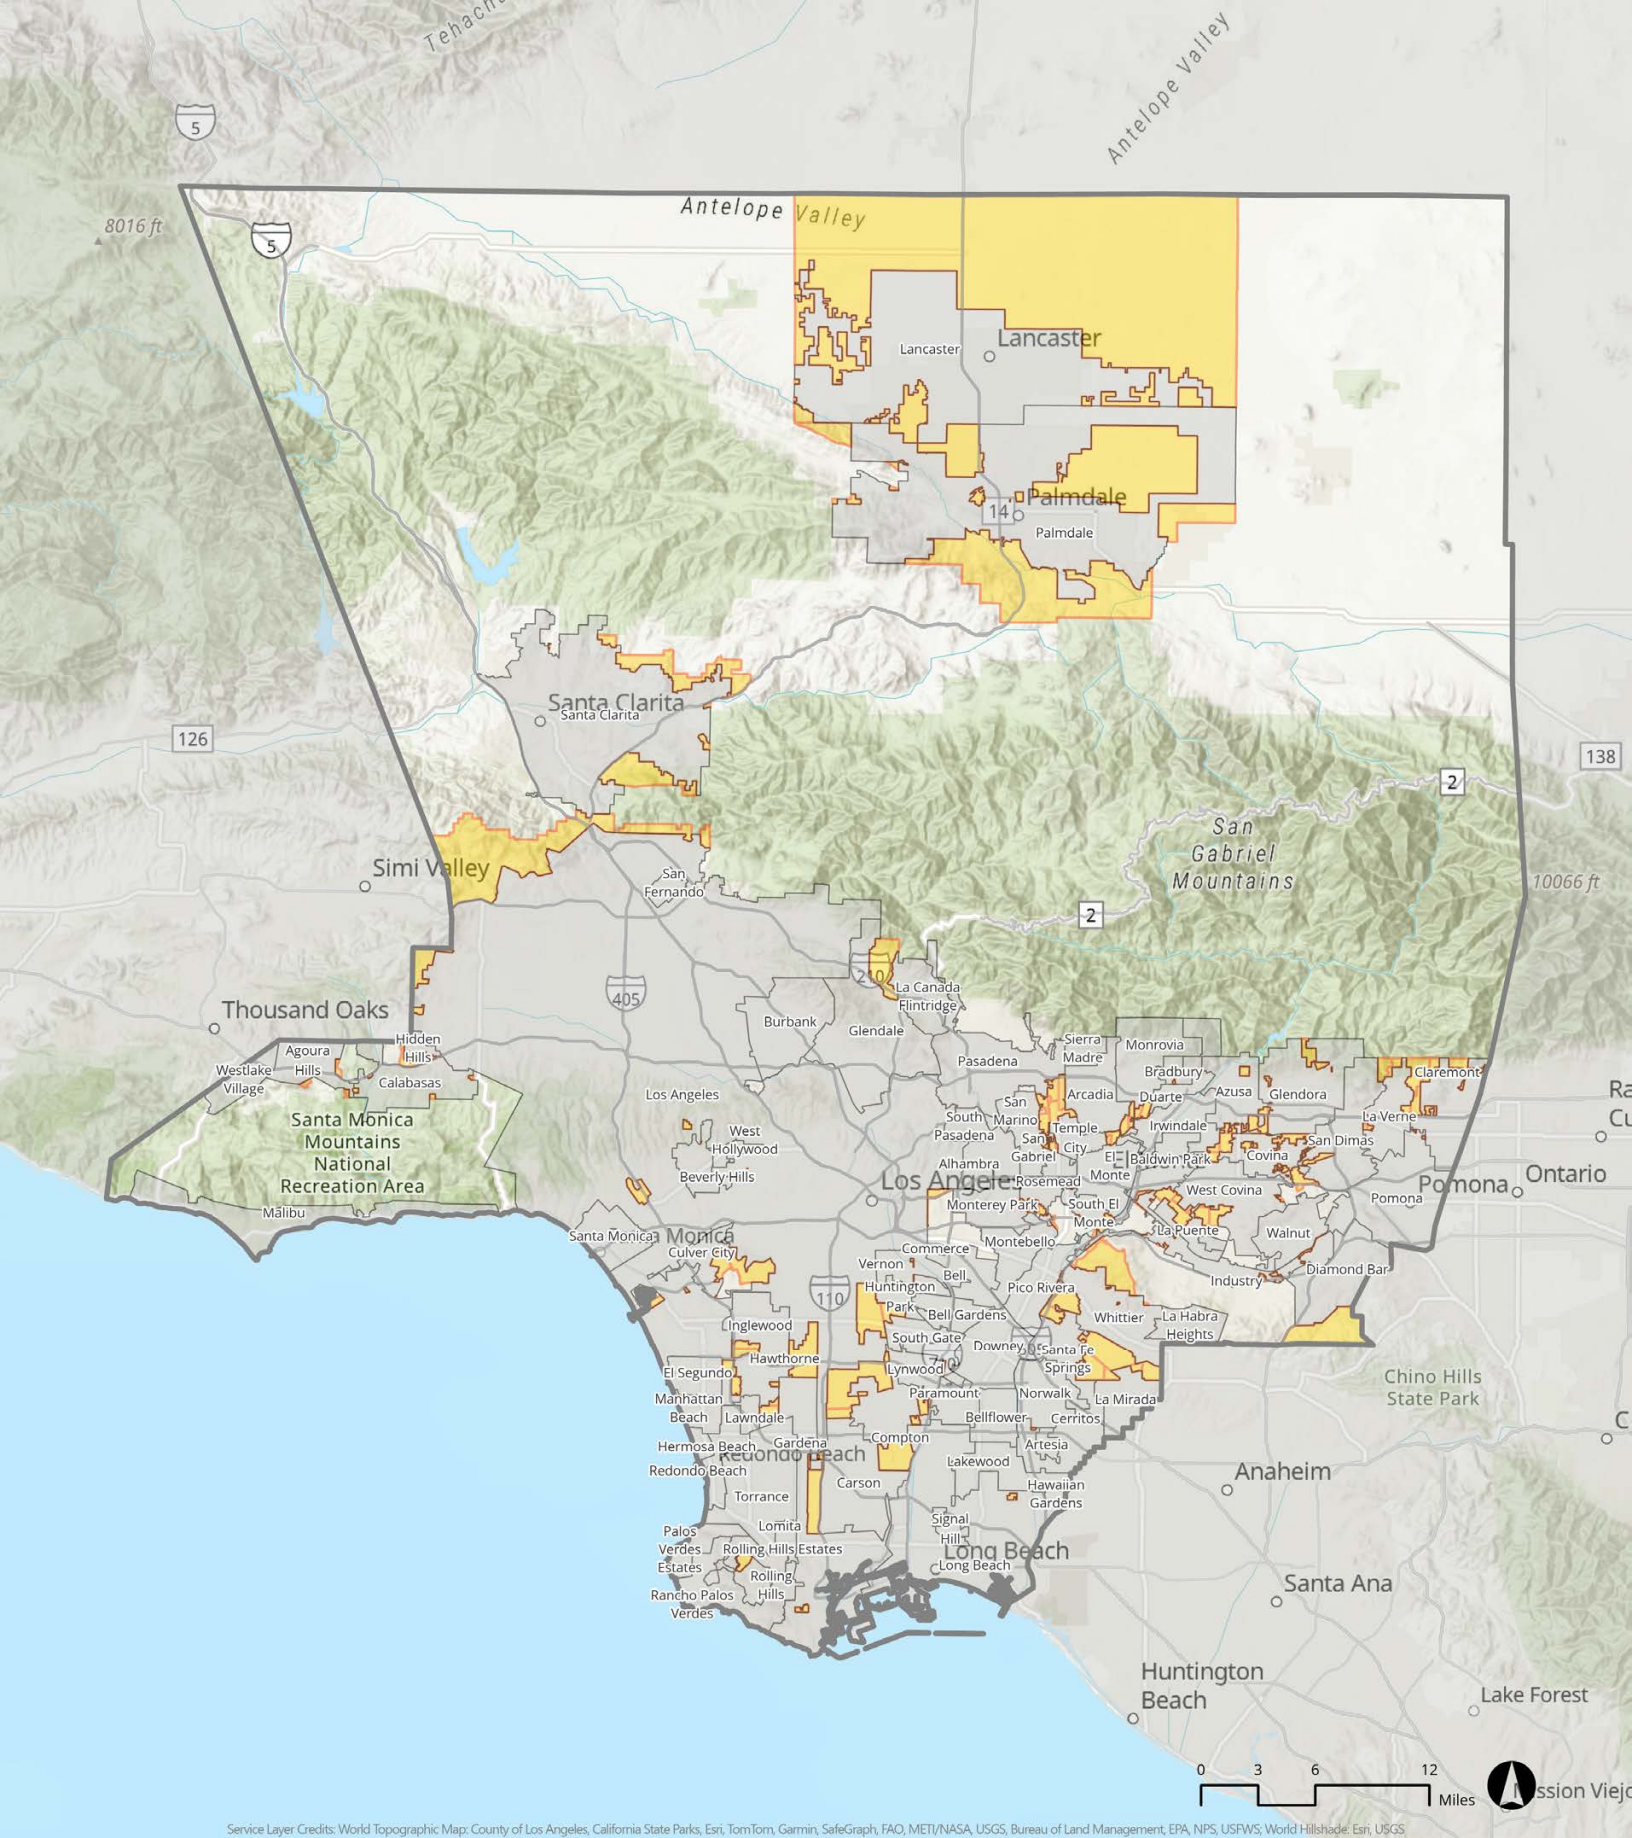 Antelope Valley
5
8016 ft
5
Antelope Valley
Lancaster
Lancaster
Palmdale
14
Palmdale
Santa Clarita
Santa Clarita
126
138
2
San
Gabriel
Mountains
Simi Valley
San
Fernando
10066 ft
2
210
405
La Canada
Flintridge
Thousand Oaks
Burbank
Glendale
Hidden
Hills
Agoura
Hills
Westlake
Village
Calabasas
Sierra
Madre
Monrovia
Pasadena
Bradbury
Claremont
Los Angeles
Arcadia
Duarte
Azusa
Glendora
San
Marino
La Verne
South
Pasadena
Santa Monica
Mountains
National
Recreation Area
West
Hollywood
Temple
City
Irwindale
San
Gabriel
San Dimas
Alhambra
El
Monte
Baldwin Park
Covina
Beverly Hills
Los Angeles
Rosemead
West Covina
Pomona
Pomona
Ontario
Malibu
Monterey Park
South El
Monte
La Puente
Walnut
Santa Monica
Monica
Culver City
Commerce
Montebello
Vernon
Bell
Industry
Diamond Bar
110
Huntington
Park
Pico Rivera
Bell Gardens
Whittier
La Habra
Heights
Inglewood
South Gate
Downey
Santa Fe
Springs
Hawthorne
El Segundo
Lynwood
Chino Hills
State Park
Manhattan
Beach
Lawndale
Paramount
Norwalk
La Mirada
Bellflower
Cerritos
Hermosa Beach
Gardena
Compton
Artesia
Redondo Beach
Redondo Beach
Lakewood
Anaheim
Torrance
Carson
Hawaiian
Gardens
Lomita
Signal
Hill
Palos
Verdes
Estates
Rolling Hills Estates
Long Beach
Long Beach
Rolling
Hills
Santa Ana
Rancho Palos
Verdes
Huntington
Beach
Lake Forest
0 3 6 12
Miles
Service Layer Credits: World Topographic Map: County of Los Angeles, California State Parks, Esri, TomTom, Garmin, SafeGraph, FAO, METI/NASA, USGS, Bureau of Land Management, EPA, NPS, USFWS; World Hillshade: Esri, USGS